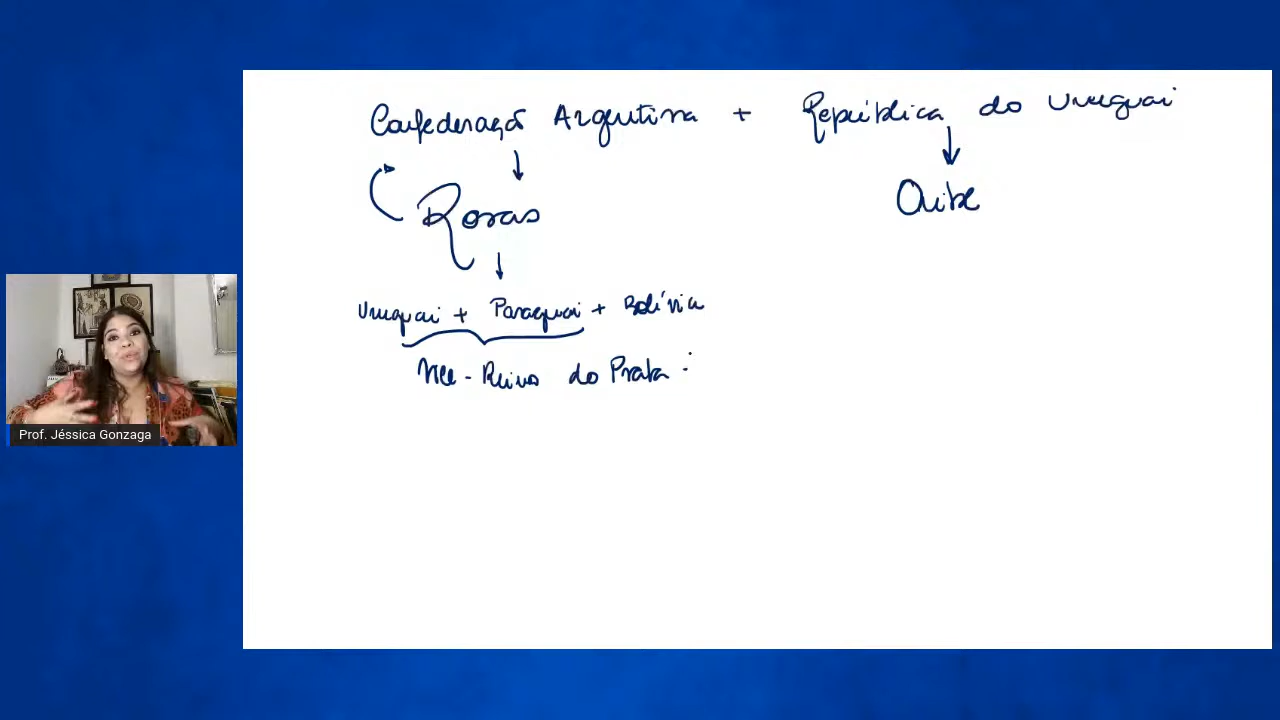 Confederação Argentina + República do Uruguai
Rosas
Oribe
Uruguai + Paraguai + Bolívia
Vice-Reino do Prata :
Prof. Jéssica Gonzaga